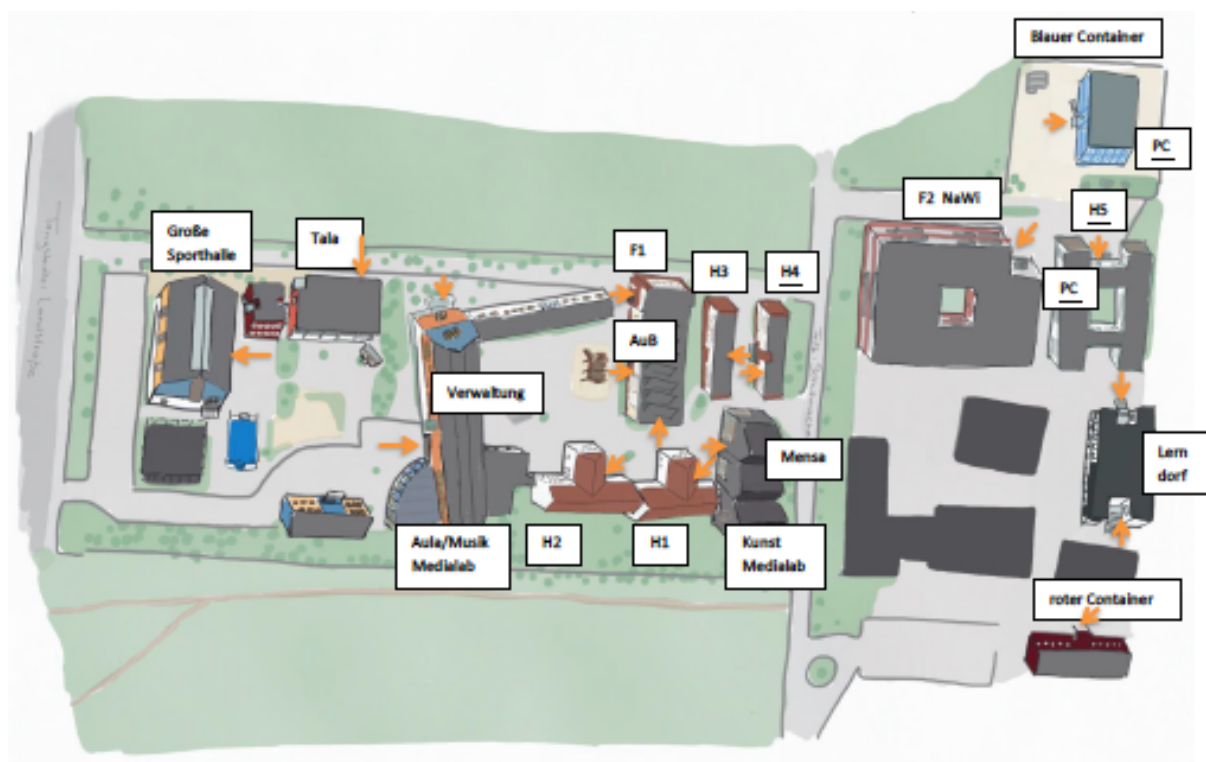 Blauer Container
PC
F2 NaWi
H5
PC
Große
Sporthalle
Tala
F1
H3
H4
AuB
Verwaltung
Mensa
Lern
dorf
Aula/Musik
Medialab
H2
H1
Kunst
Medialab
roter Container